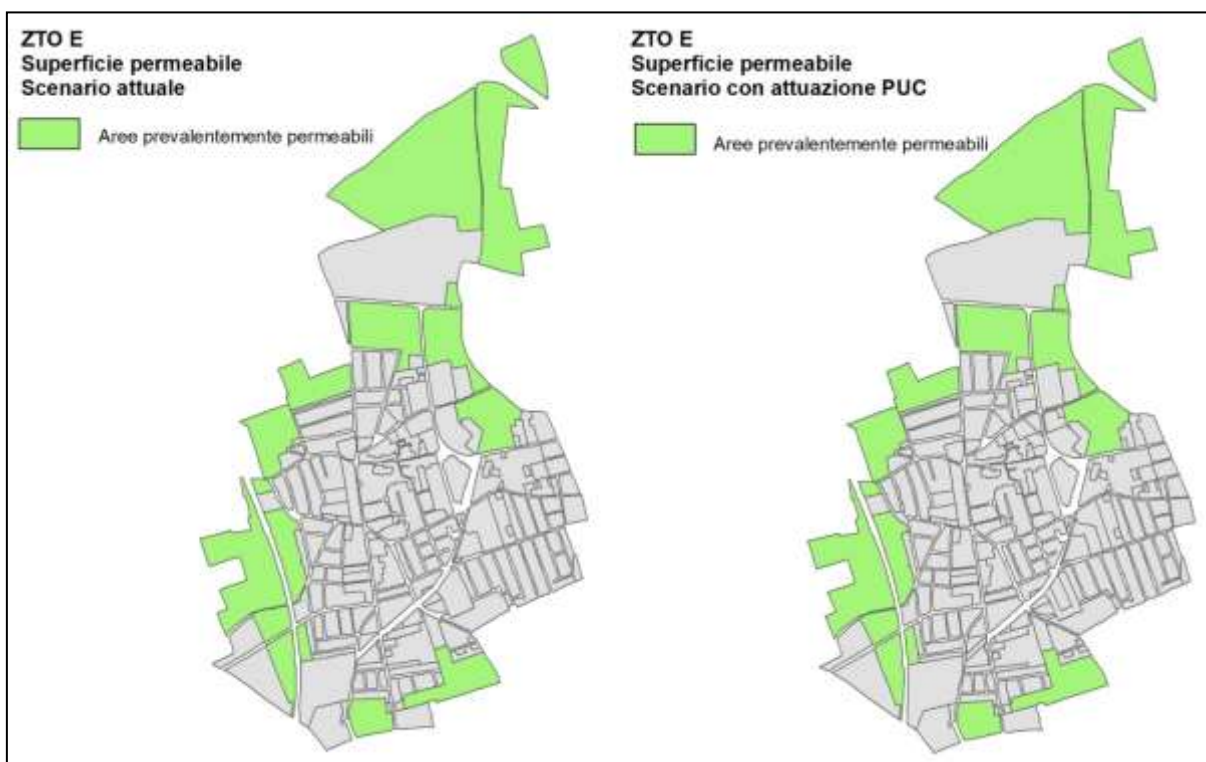 ZTO E
Superficie permeabile
Scenario attuale
Aree prevalentemente permeabili
ZTO E
Superficie permeabile
Scenario con attuazione PUC
Aree prevalentemente permeabili